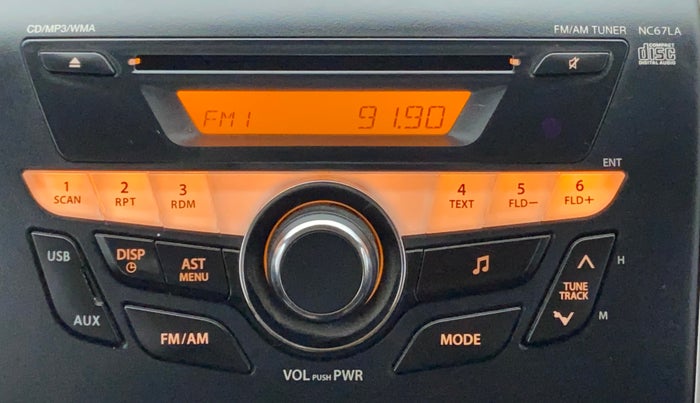 CD/MP3/WMA
FM/AM TUNER NC67LA
COMPACT
disc
DIGITAL AUDIO
FM1 91.90
ENT
1 SCAN
2 RPT
3 RDM
4 TEXT
5 FLD−
6 FLD+
USB
AUX
DISP
AST
MENU
TUNE
TRACK
H
M
FM/AM
MODE
VOL PUSH PWR